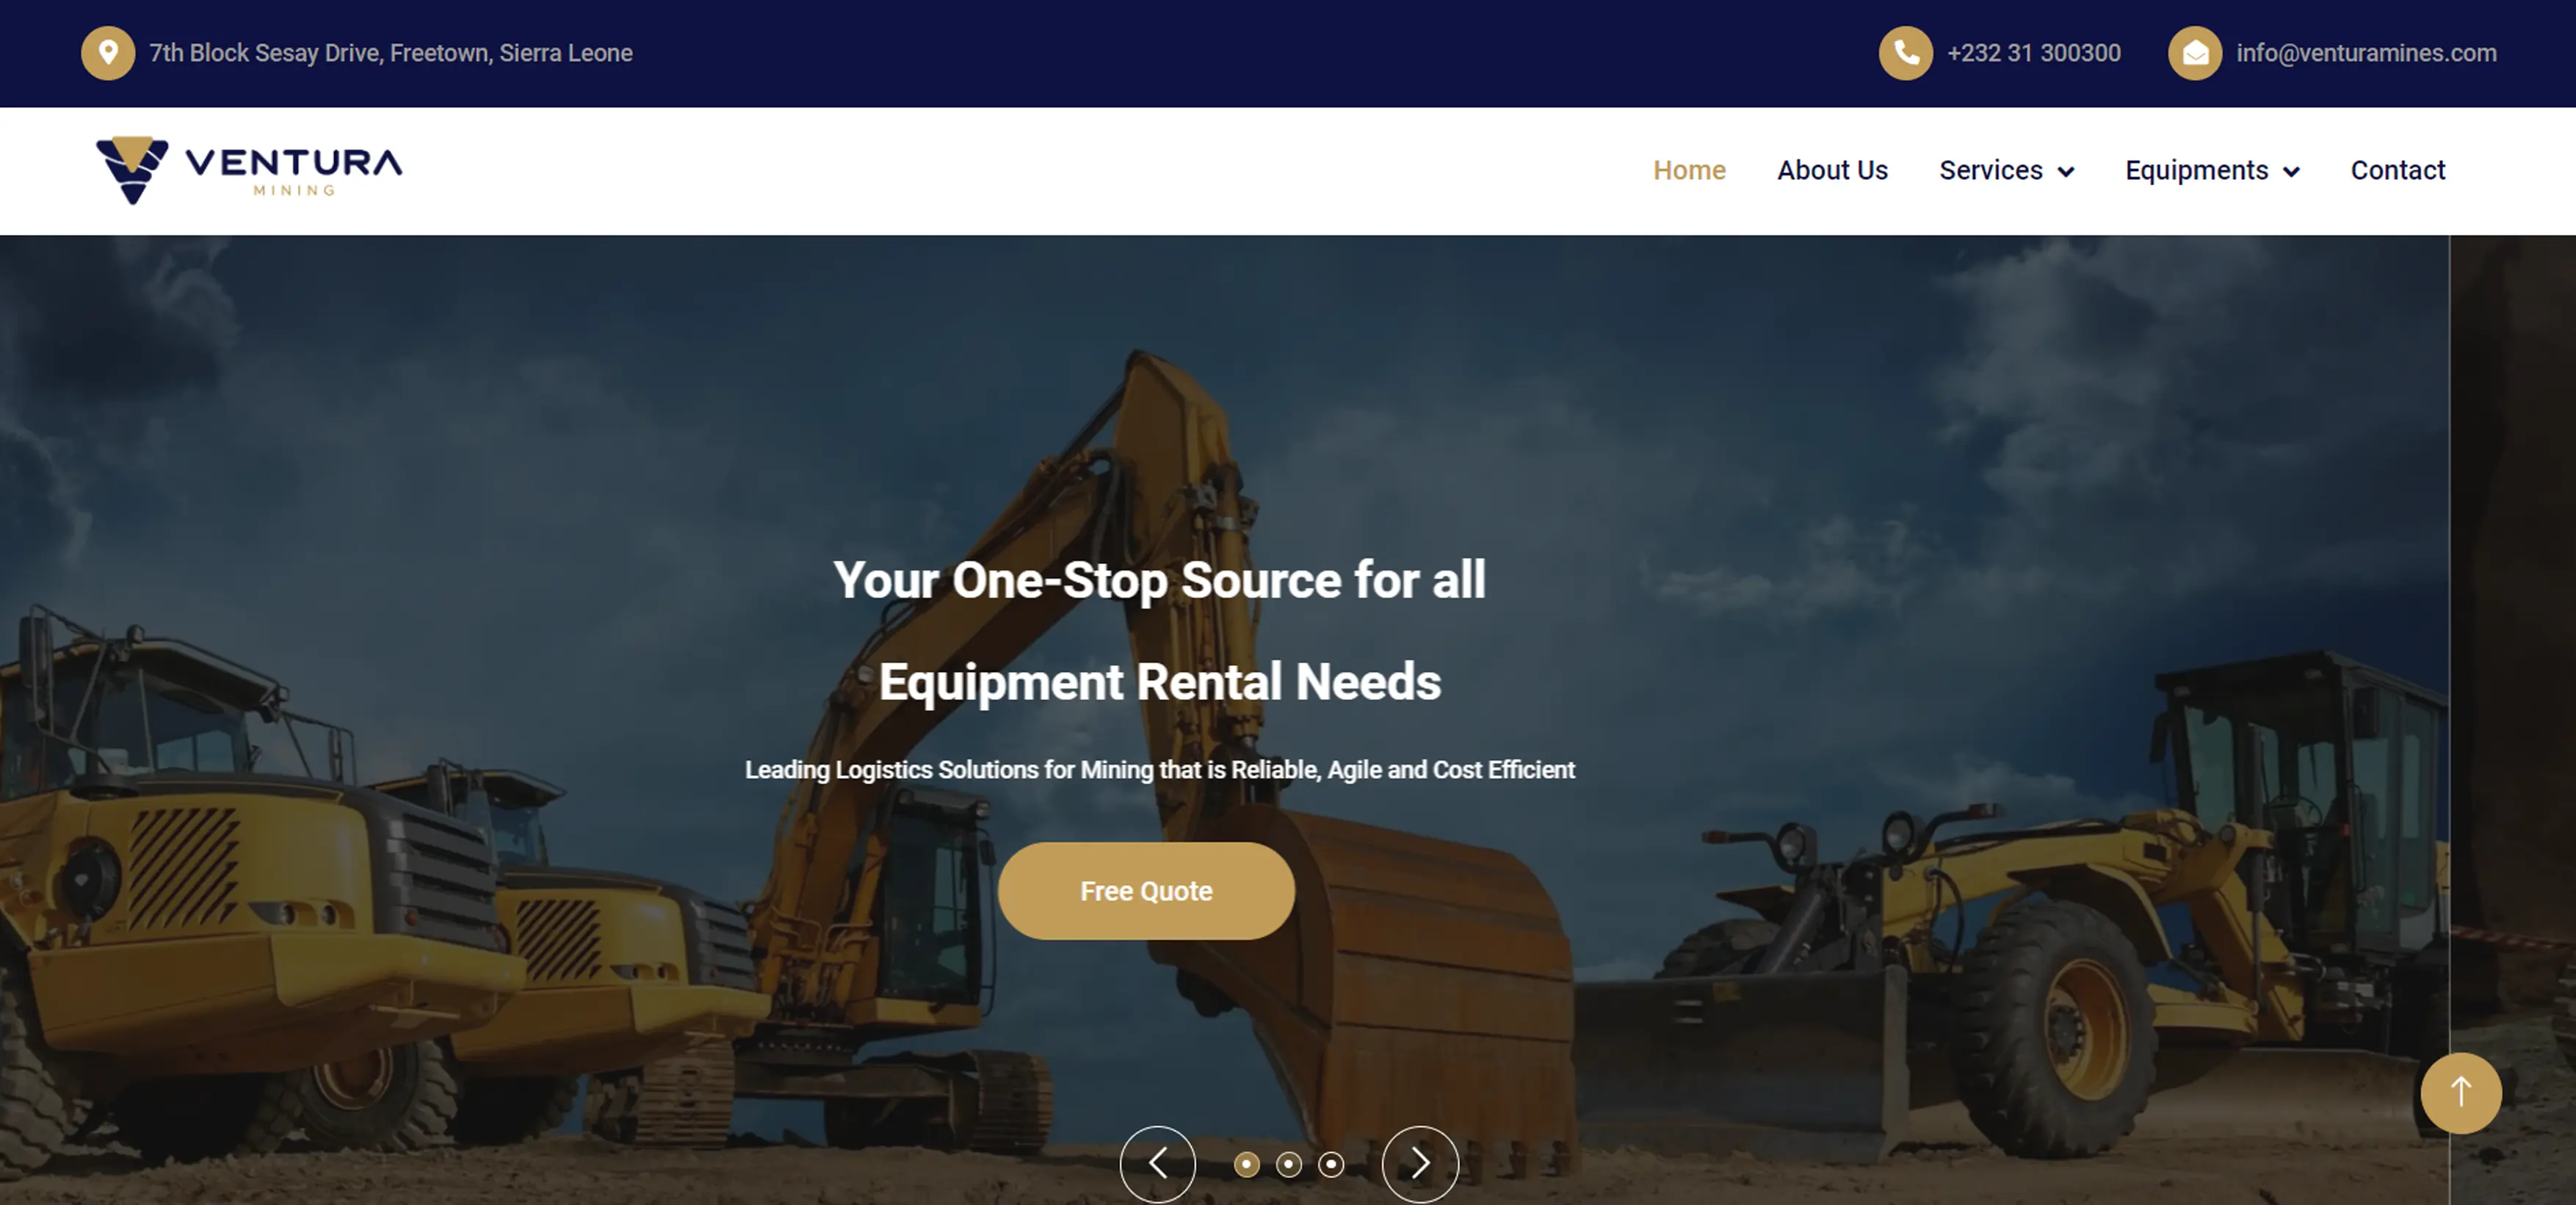 7th Block Sesay Drive, Freetown, Sierra Leone
+232 31 300300
info@venturamines.com
VENTURA
MINING
Home
About Us
Services
Equipments
Contact
Your One-Stop Source for all
Equipment Rental Needs
Leading Logistics Solutions for Mining that is Reliable, Agile and Cost Efficient
Free Quote